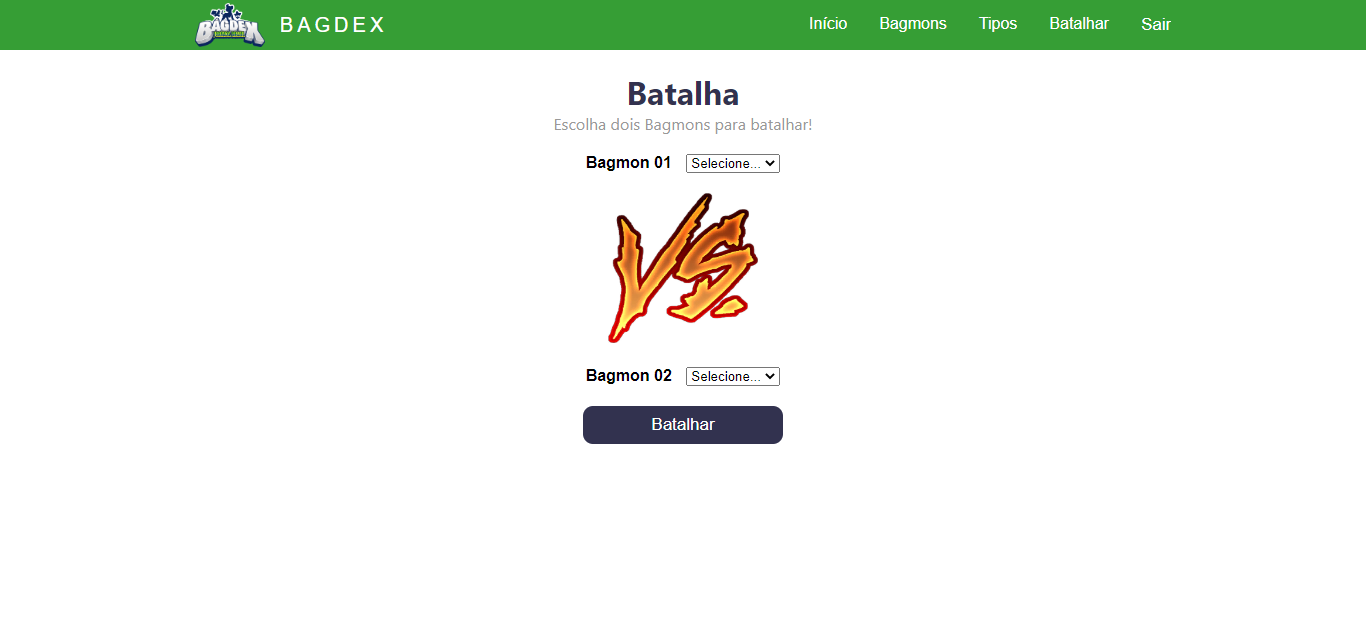 BAGDEX
BAGDEX
Início
Bagmons
Tipos
Batalhar
Sair
Batalha
Escolha dois Bagmons para batalhar!
Bagmon 01 Selecione...
VS.
Bagmon 02 Selecione...
Batalhar